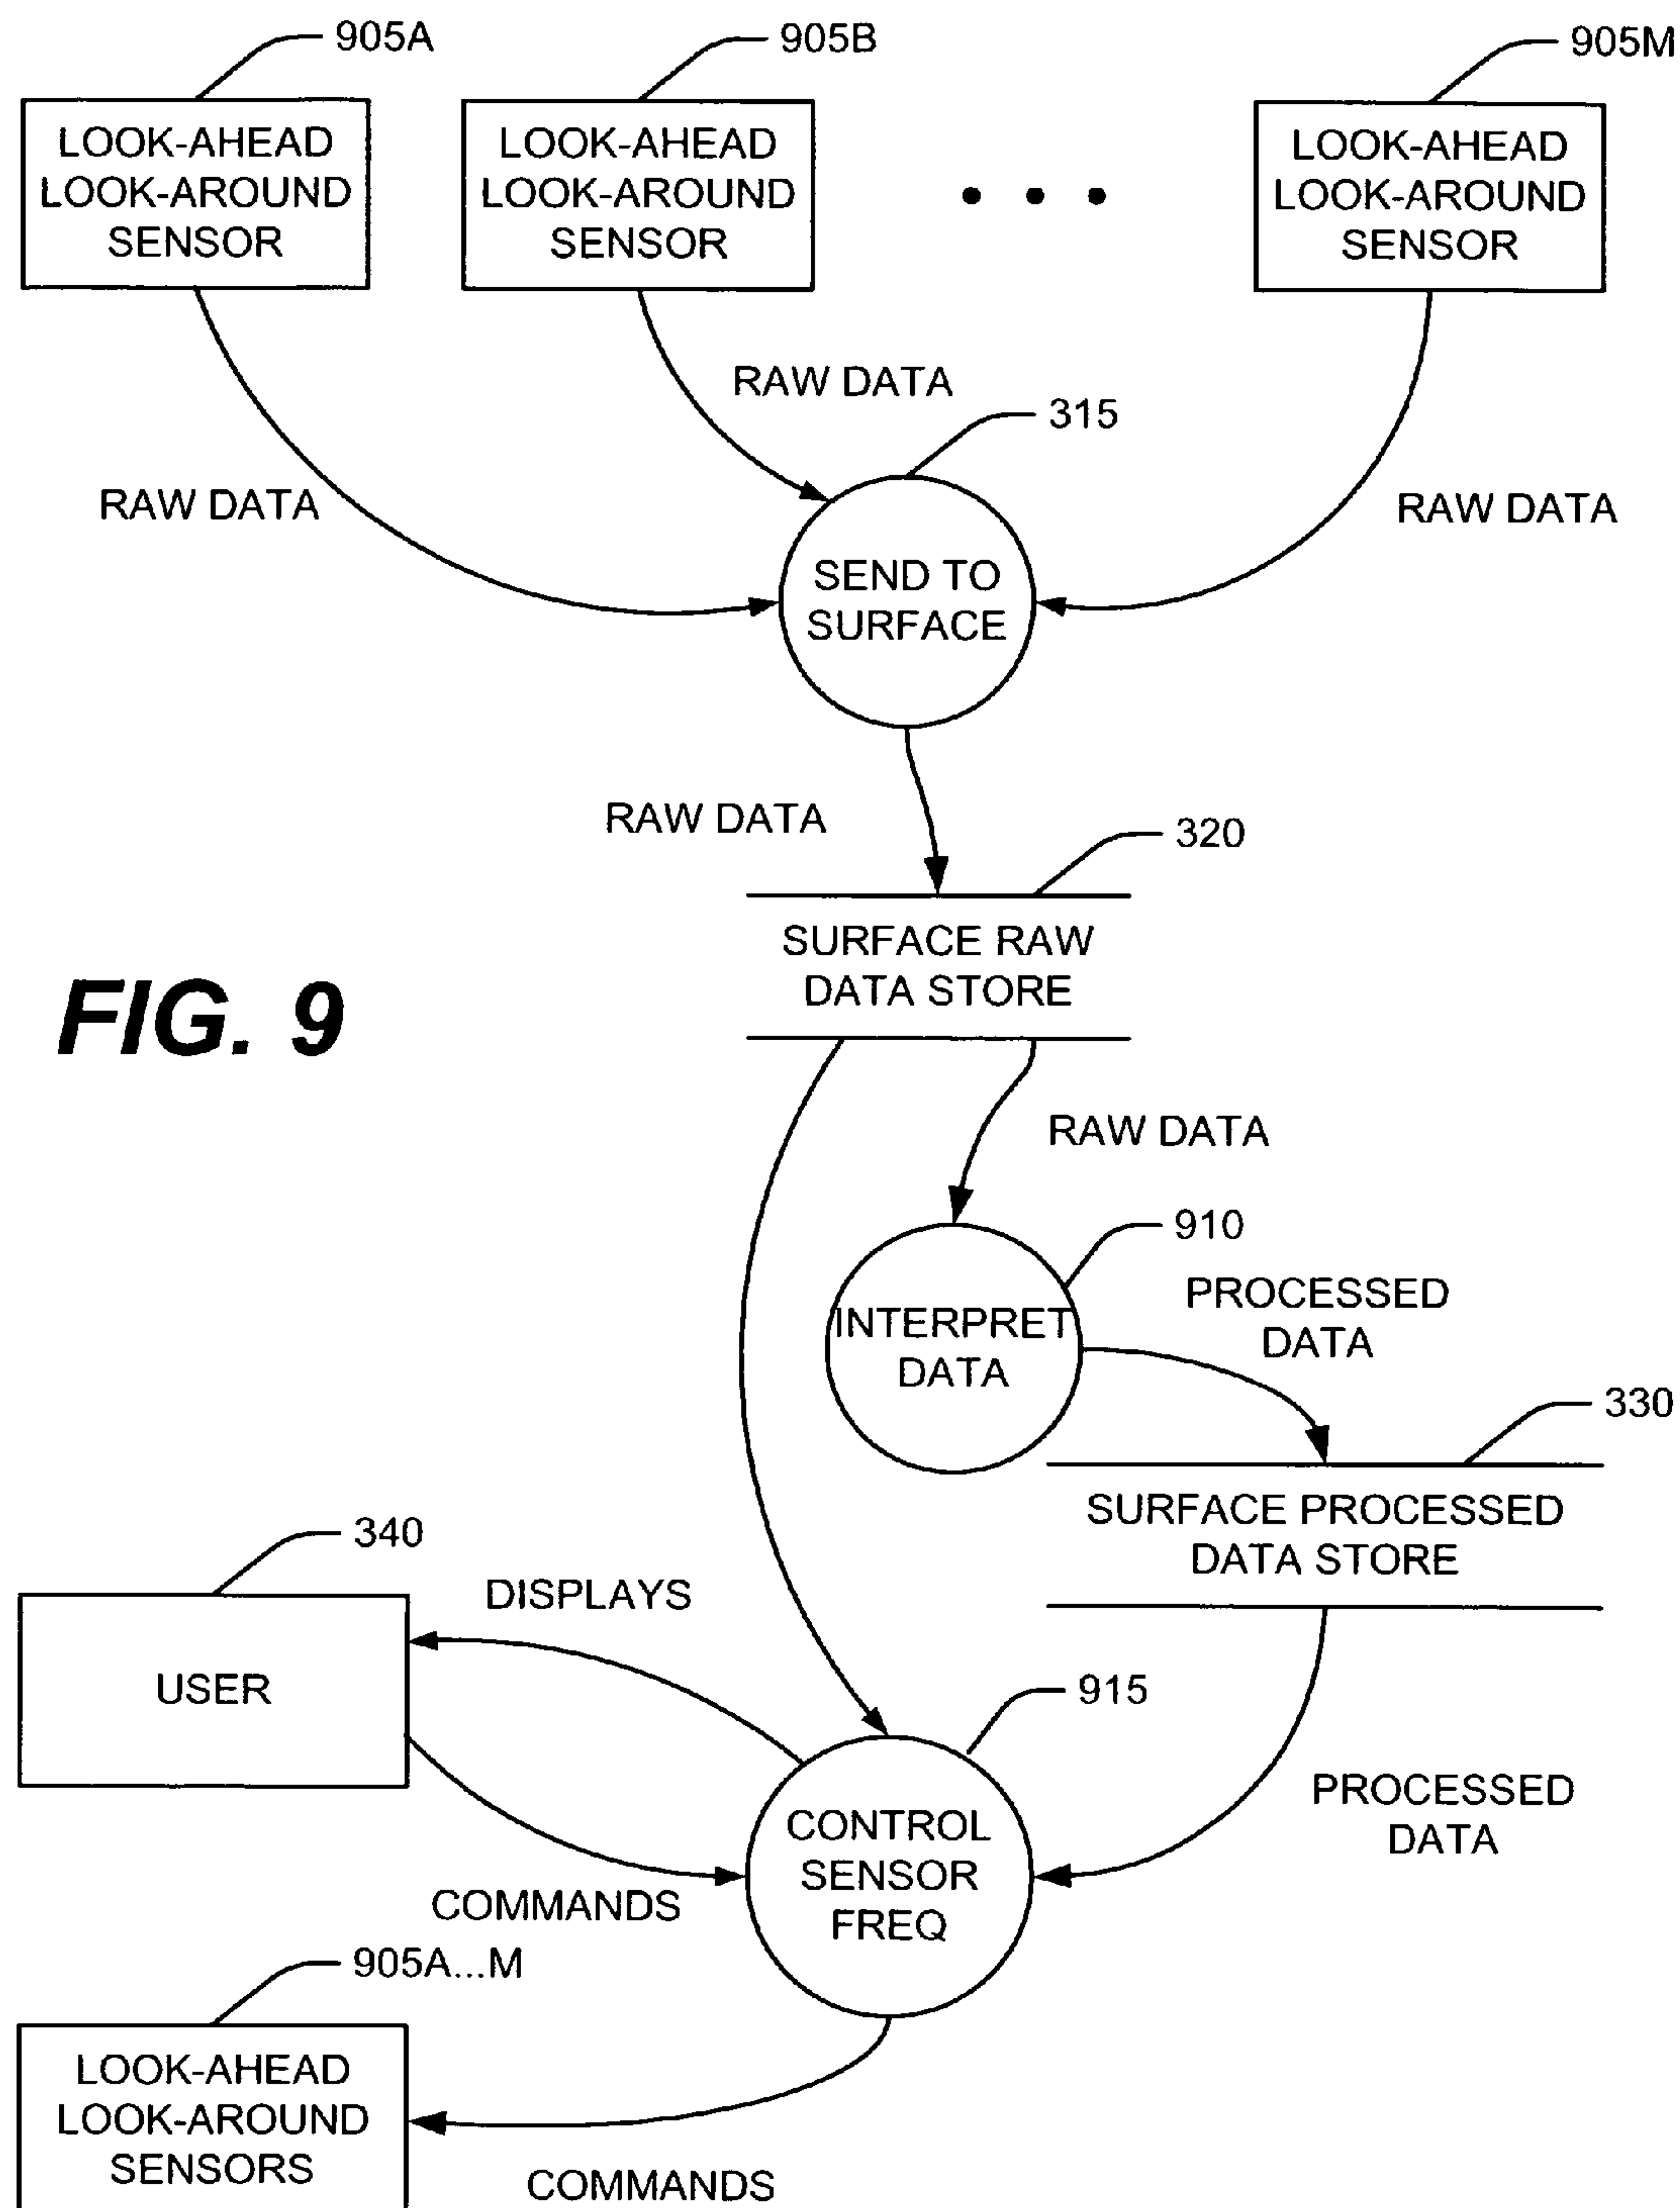 905A
905B
905M
LOOK-AHEAD
LOOK-AROUND
SENSOR
LOOK-AHEAD
LOOK-AROUND
SENSOR
• • •
LOOK-AHEAD
LOOK-AROUND
SENSOR
RAW DATA
315
RAW DATA
RAW DATA
SEND TO
SURFACE
RAW DATA
320
SURFACE RAW
DATA STORE
FIG. 9
RAW DATA
910
INTERPRET
DATA
PROCESSED
DATA
330
SURFACE PROCESSED
DATA STORE
340
DISPLAYS
USER
915
CONTROL
SENSOR
FREQ
PROCESSED
DATA
COMMANDS
905A...M
LOOK-AHEAD
LOOK-AROUND
SENSORS
COMMANDS